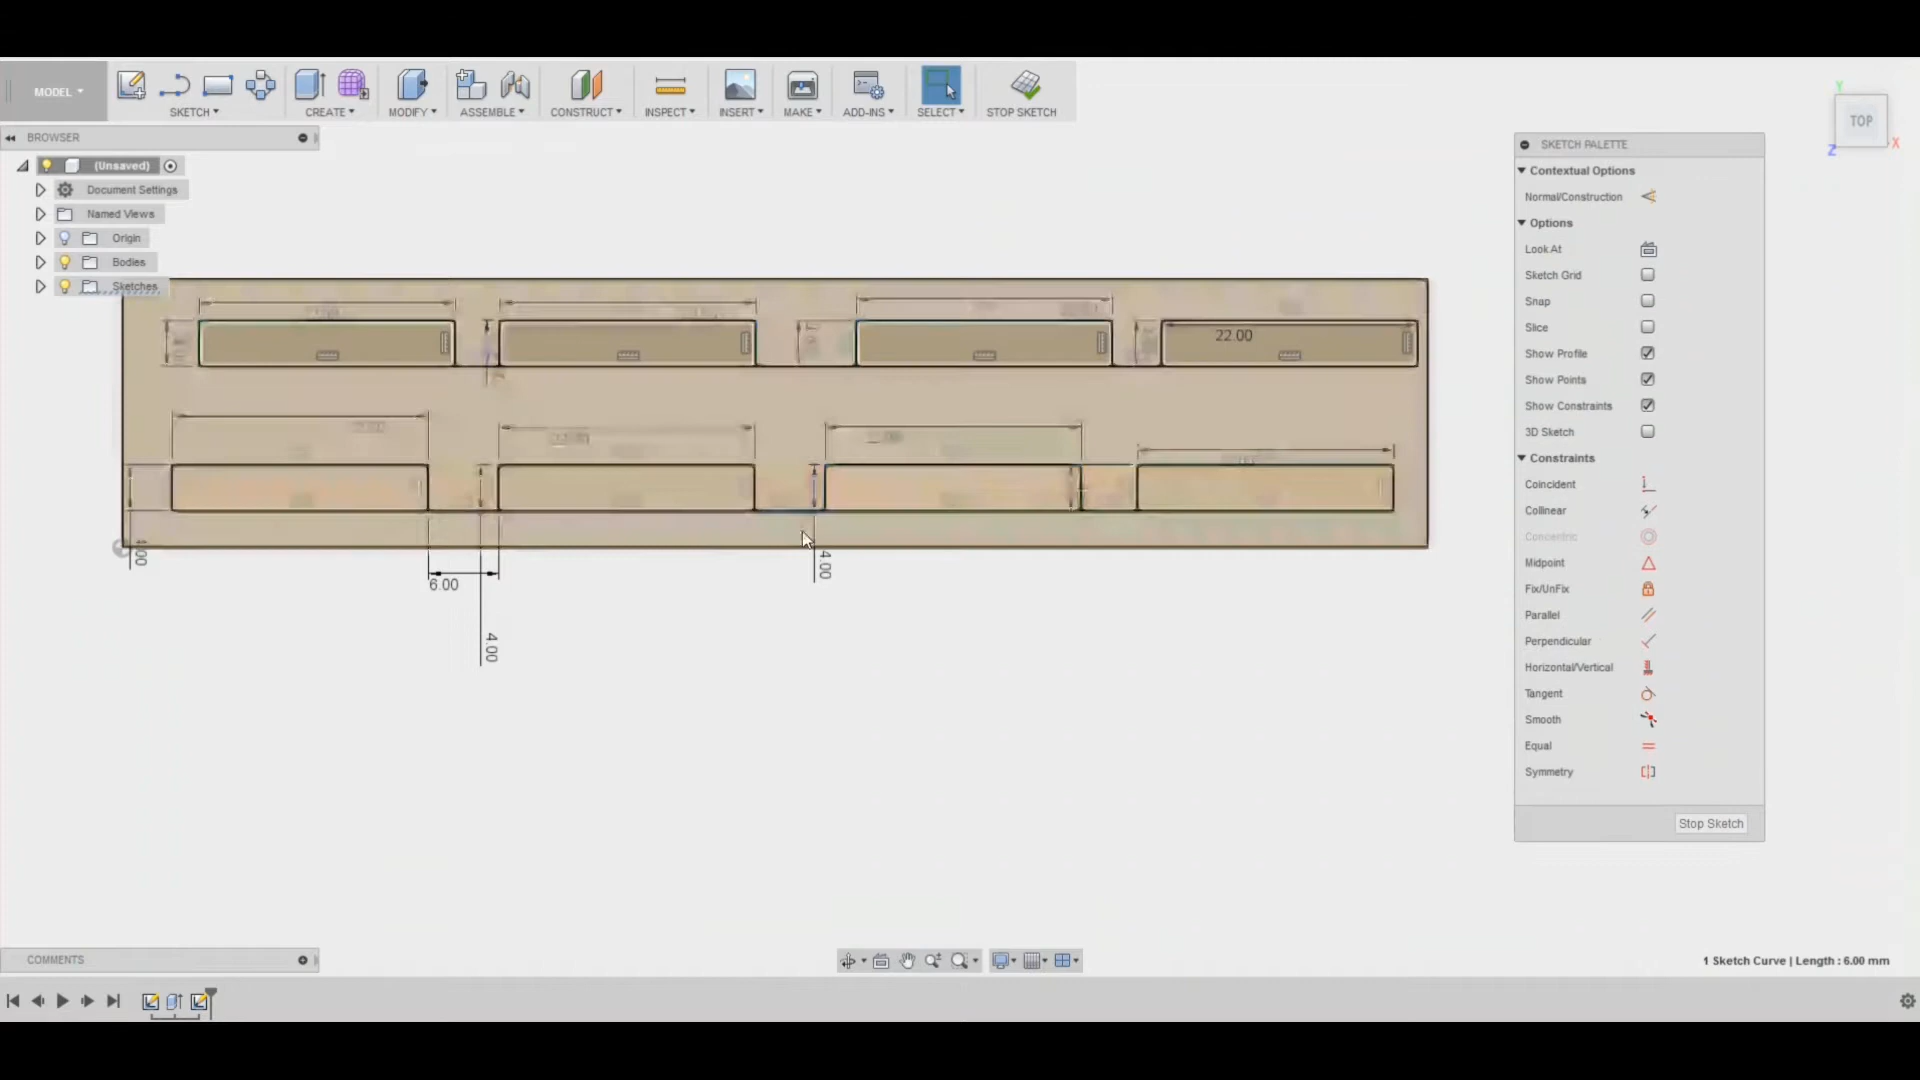 MODEL
SKETCH
CREATE
MODIFY
ASSEMBLE
CONSTRUCT
INSPECT
INSERT
MAKE
ADD-INS
SELECT
STOP SKETCH
BROWSER
(Unsaved)
Document Settings
Named Views
Origin
Bodies
Sketches
Y
TOP
X
Z
SKETCH PALETTE
Contextual Options
Normal/Construction
Options
Look At
Sketch Grid
Snap
Slice
Show Profile
Show Points
Show Constraints
3D Sketch
Constraints
Coincident
Collinear
Concentric
Midpoint
Fix/UnFix
Parallel
Perpendicular
Horizontal/Vertical
Tangent
Smooth
Equal
Symmetry
Stop Sketch
22.00
4.00
6.00
4.00
4.00
COMMENTS
1 Sketch Curve | Length : 6.00 mm